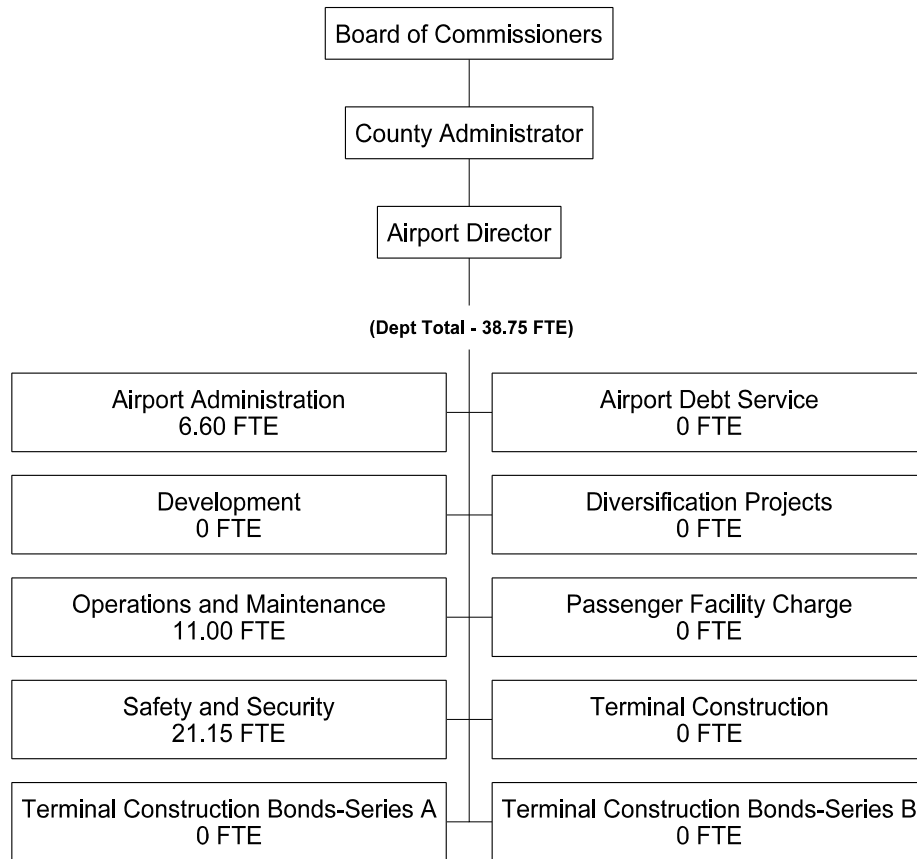 Board of Commissioners
County Administrator
Airport Director
(Dept Total - 38.75 FTE)
Airport Administration
6.60 FTE
Airport Debt Service
0 FTE
Development
0 FTE
Diversification Projects
0 FTE
Operations and Maintenance
11.00 FTE
Passenger Facility Charge
0 FTE
Safety and Security
21.15 FTE
Terminal Construction
0 FTE
Terminal Construction Bonds-Series A
0 FTE
Terminal Construction Bonds-Series B
0 FTE